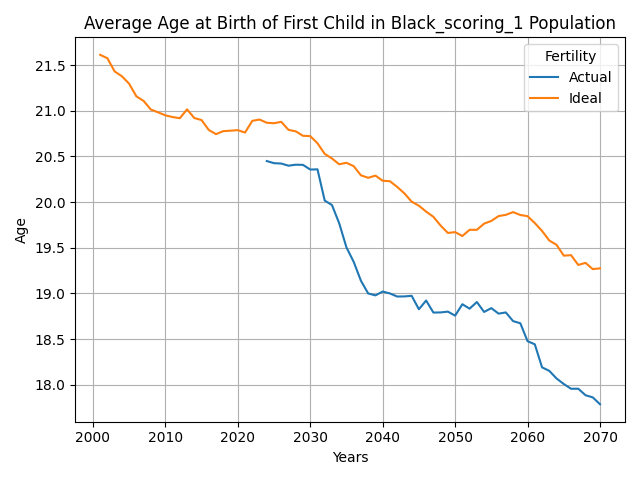 Average Age at Birth of First Child in Black_scoring_1 Population
Fertility
Actual
Ideal
Age
21.5
21.0
20.5
20.0
19.5
19.0
18.5
18.0
2000 2010 2020 2030 2040 2050 2060 2070
Years